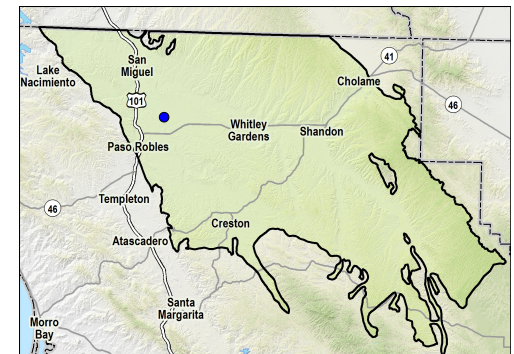 San
Miguel
Lake
Nacimiento
41
Cholame
101
46
Whitley
Gardens
Shandon
Paso Robles
Templeton
46
Creston
Atascadero
Santa
Margarita
Morro
Bay